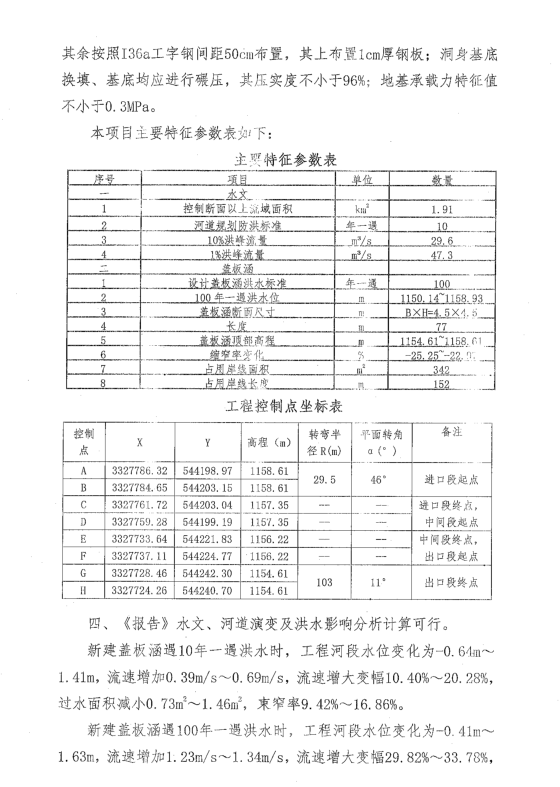 其余按照I36a工字钢间距50cm布置，其上布置1cm厚钢板；洞身基底
换填、基底均应进行碾压，其压实度不小于96%；地基承载力特征值
不小于0.3MPa。
本项目主要特征参数表如下：
主要特征参数表
序号 项目 单位 数量
一 水文
1 控制断面以上流域面积 km² 1.91
2 河道规划防洪标准 年一遇 10
3 10%洪峰流量 m³/s 29.6
4 1%洪峰流量 m³/s 47.3
二 盖板涵
1 设计盖板涵洪水标准 年一遇 100
2 100年一遇洪水位 m 1150.14~1158.93
3 盖板涵断面尺寸 m B×H=4.5×4.5
4 长度 m 77
5 盖板涵顶部高程 m 1154.61~1158.61
6 缩窄率变化 % -25.25~-22.
7 占用岸线面积 m² 342
8 占用岸线长度 m 152
工程控制点坐标表
控制点 X Y 高程（m） 转弯半径R(m) 平面转角α(°) 备注
A 3327786.32 544198.97 1158.61 29.5 46° 进口段起点
B 3327784.65 544203.15 1158.61
C 3327761.72 544203.04 1157.35 — — 进口段终点，
D 3327759.28 544199.19 1157.35 — — 中间段起点
E 3327733.64 544221.83 1156.22 — — 中间段终点，
F 3327737.11 544224.77 1156.22 — — 出口段起点
G 3327728.46 544242.30 1154.61 103 11° 出口段终点
H 3327724.26 544240.70 1154.61
四、《报告》水文、河道演变及洪水影响分析计算可行。
新建盖板涵遇10年一遇洪水时，工程河段水位变化为-0.64m～
1.41m，流速增加0.39m/s～0.69m/s，流速增大变幅10.40%～20.28%，
过水面积减小0.73m²～1.46m²，束窄率9.42%～16.86%。
新建盖板涵遇100年一遇洪水时，工程河段水位变化为-0.41m～
1.63m，流速增加1.23m/s～1.34m/s，流速增大变幅29.82%～33.78%，